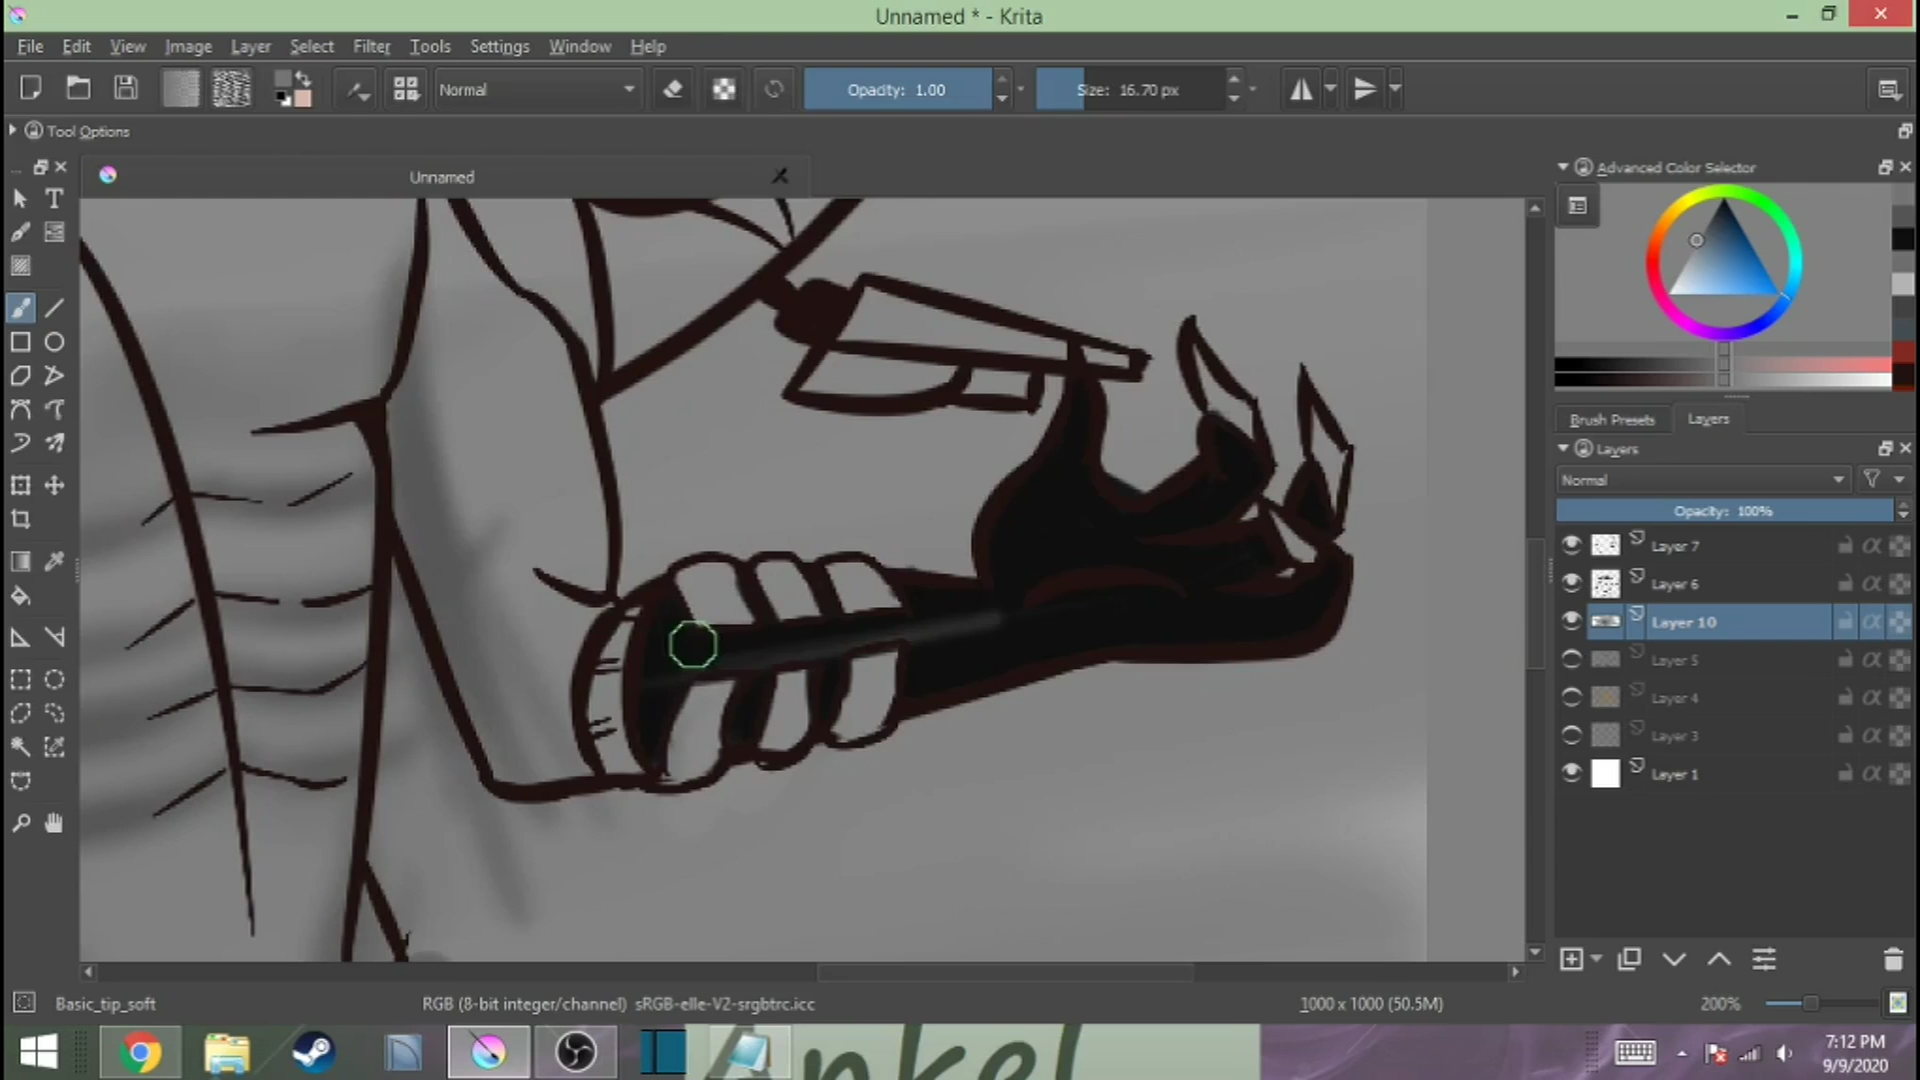 Unnamed * - Krita
File Edit View Image Layer Select Filter Tools Settings Window Help
Normal Opacity: 1.00 Size: 16.70 px
Tool Options
Unnamed
Advanced Color Selector
Brush Presets Layers
Layers
Normal
Opacity: 100%
Layer 7
Layer 6
Layer 10
Layer 5
Layer 4
Layer 3
Layer 1
Basic_tip_soft RGB (8-bit integer/channel) sRGB-elle-V2-srgbtrc.icc 1000 x 1000 (50.5M) 200%
Ankel
7:12 PM
9/9/2020